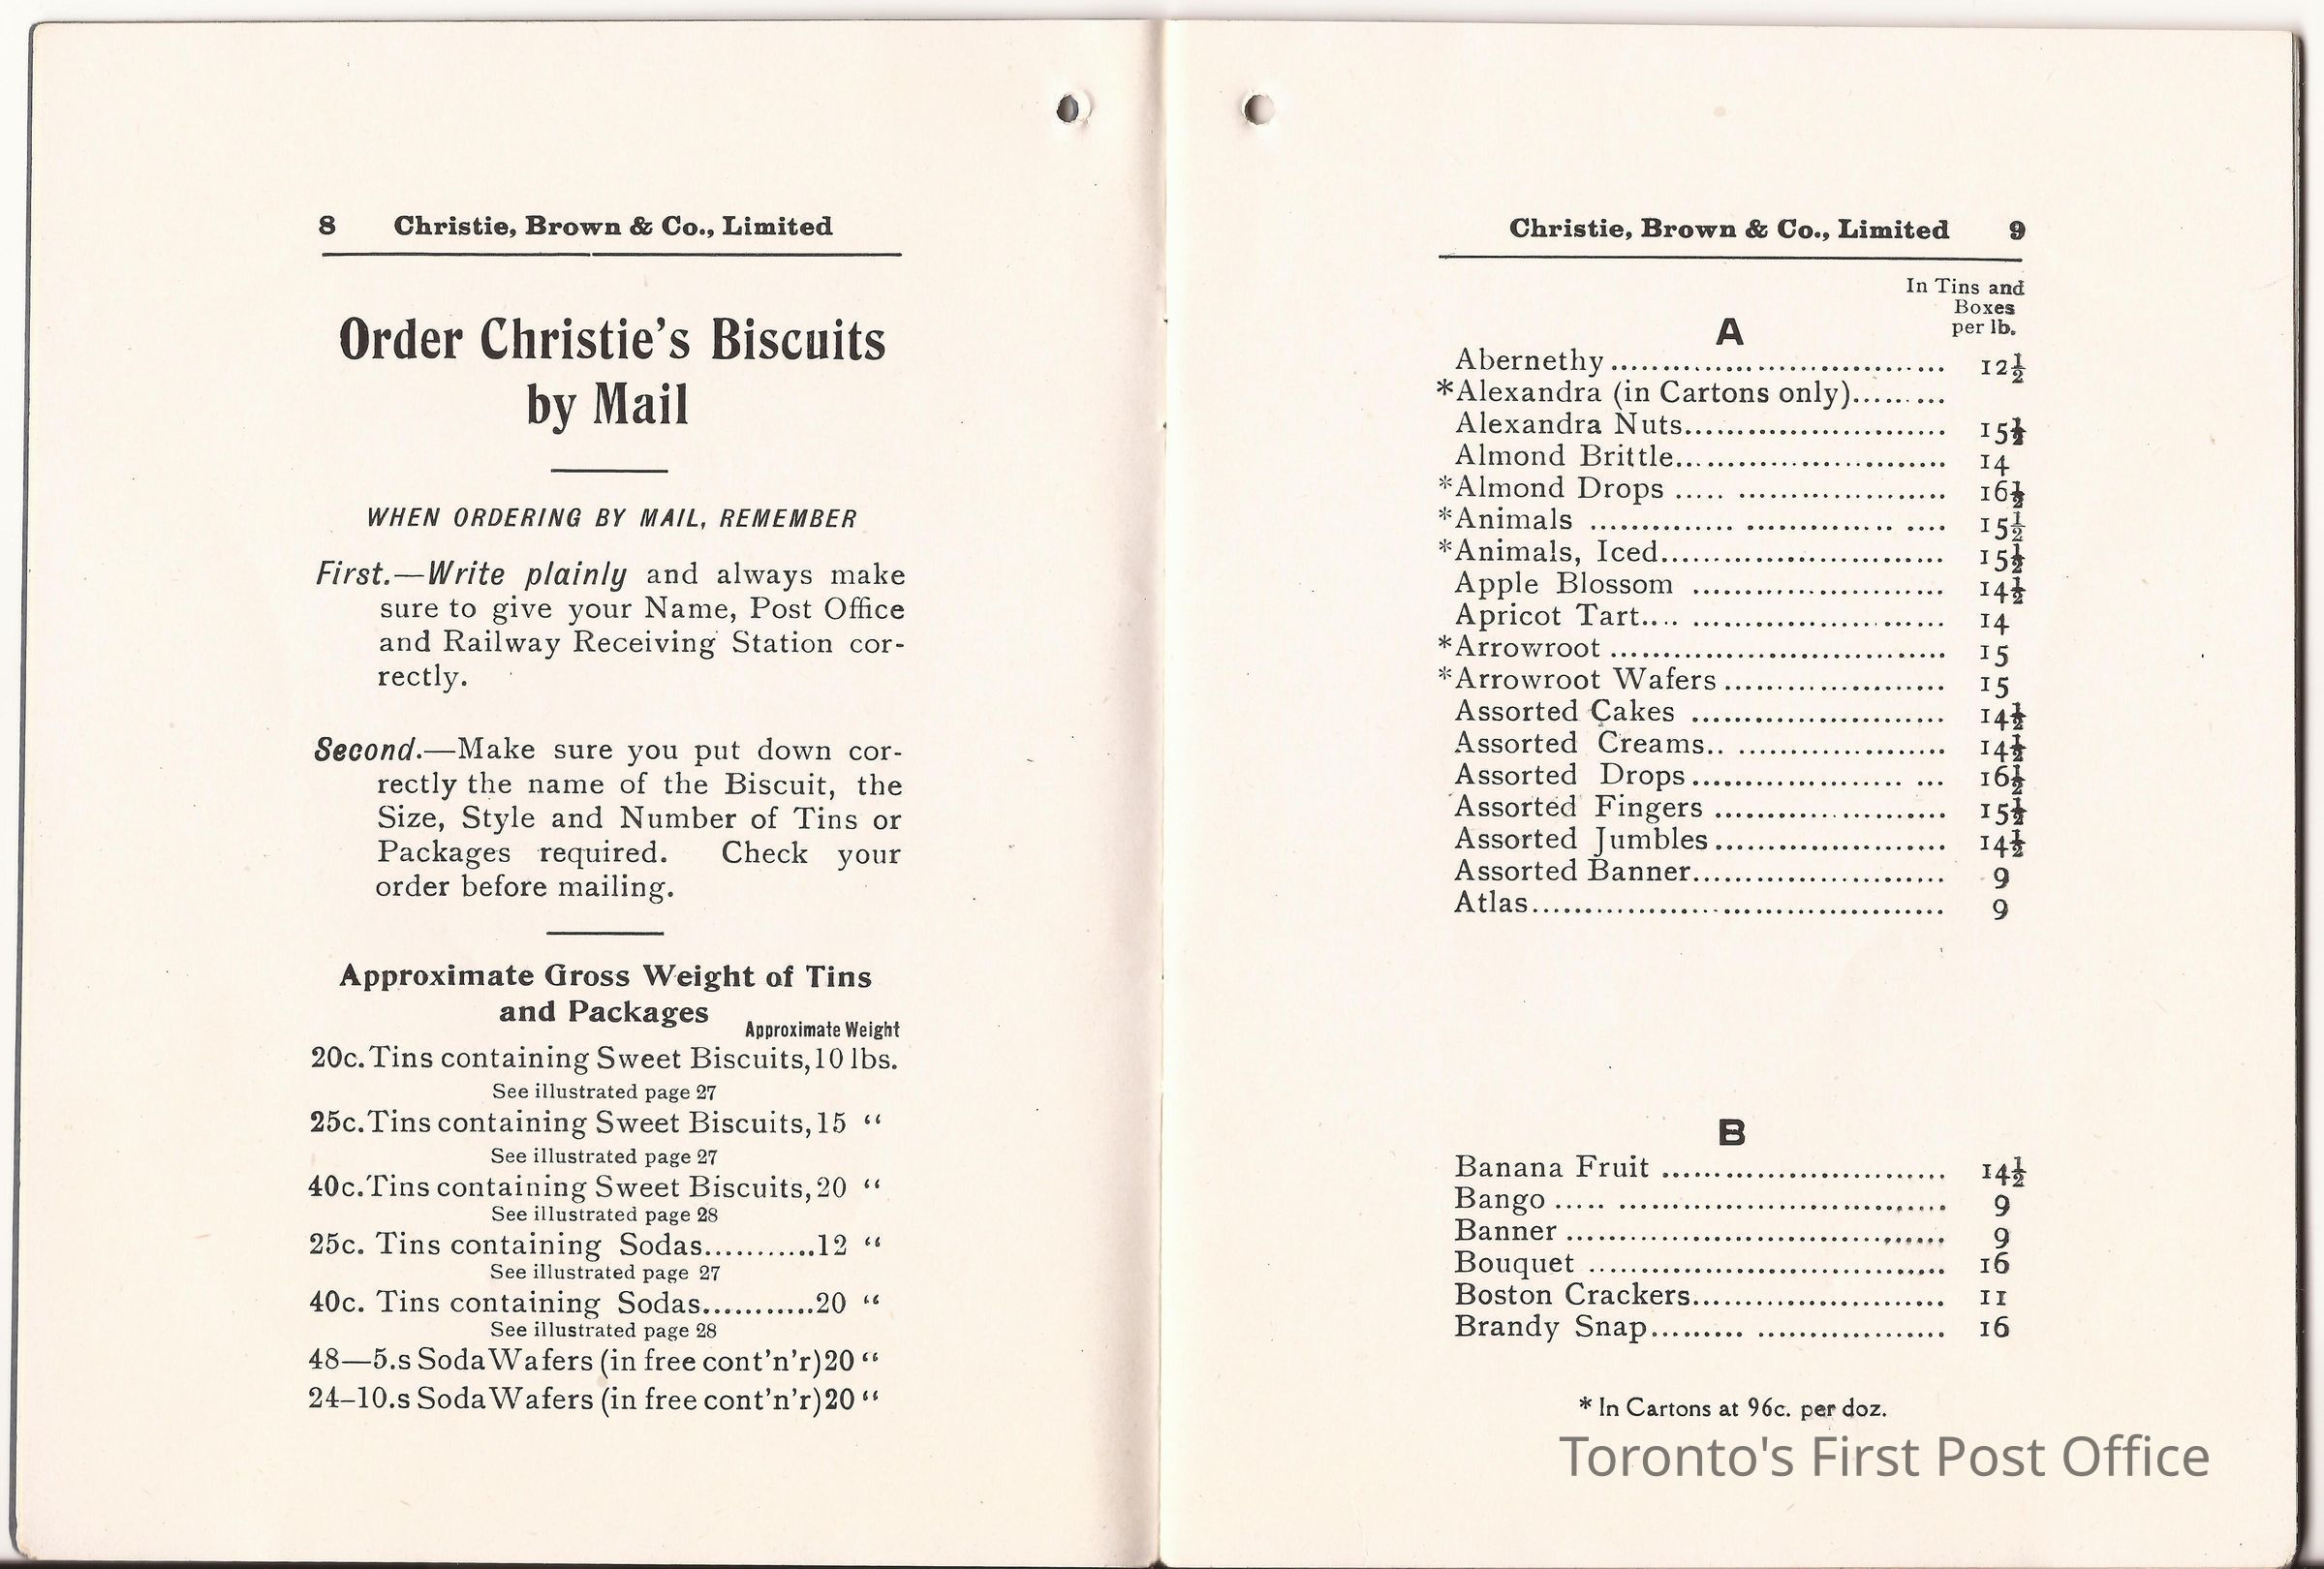 8 Christie, Brown & Co., Limited
Order Christie's Biscuits
by Mail
WHEN ORDERING BY MAIL, REMEMBER
First.—Write plainly and always make
sure to give your Name, Post Office
and Railway Receiving Station cor-
rectly.
Second.—Make sure you put down cor-
rectly the name of the Biscuit, the
Size, Style and Number of Tins or
Packages required. Check your
order before mailing.
Approximate Gross Weight of Tins
and Packages
Approximate Weight
20c. Tins containing Sweet Biscuits, 10 lbs.
See illustrated page 27
25c. Tins containing Sweet Biscuits, 15 “
See illustrated page 27
40c. Tins containing Sweet Biscuits, 20 “
See illustrated page 28
25c. Tins containing Sodas...........12 “
See illustrated page 27
40c. Tins containing Sodas...........20 “
See illustrated page 28
48—5.s Soda Wafers (in free cont'n'r) 20 “
24–10.s Soda Wafers (in free cont'n'r) 20 “
Christie, Brown & Co., Limited 9
In Tins and
Boxes
per lb.
A
Abernethy ........ 12½
*Alexandra (in Cartons only).........
Alexandra Nuts........ 15½
Almond Brittle........ 14
*Almond Drops ........ 16½
*Animals ........ 15½
*Animals, Iced........ 15½
Apple Blossom ........ 14½
Apricot Tart........ 14
*Arrowroot ........ 15
*Arrowroot Wafers ........ 15
Assorted Cakes ........ 14½
Assorted Creams........ 14½
Assorted Drops........ 16½
Assorted Fingers ........ 15½
Assorted Jumbles ........ 14½
Assorted Banner........ 9
Atlas........ 9
B
Banana Fruit ........ 14½
Bango ........ 9
Banner ........ 9
Bouquet ........ 16
Boston Crackers........ 11
Brandy Snap........ 16
* In Cartons at 96c. per doz.
Toronto's First Post Office